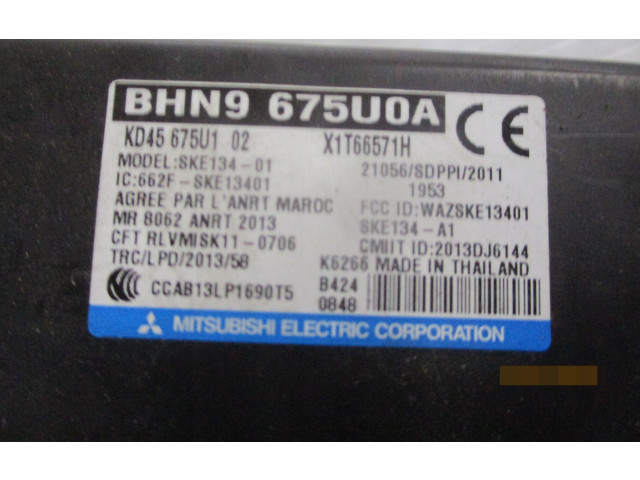 BHN9 675U0A
KD45 675U1 02 X1T66571H CE
MODEL:SKE134-01 21056/SDPPI/2011
IC:662F-SKE13401 1953
AGREE PAR L'ANRT MAROC FCC ID:WAZSKE13401
MR 8062 ANRT 2013 SKE134-A1
CFT RLVMISK11-0706 CMIIT ID:2013DJ6144
TRC/LPD/2013/58 K6266 MADE IN THAILAND
CCC CCAB13LP1690T5 B424
0848
MITSUBISHI ELECTRIC CORPORATION